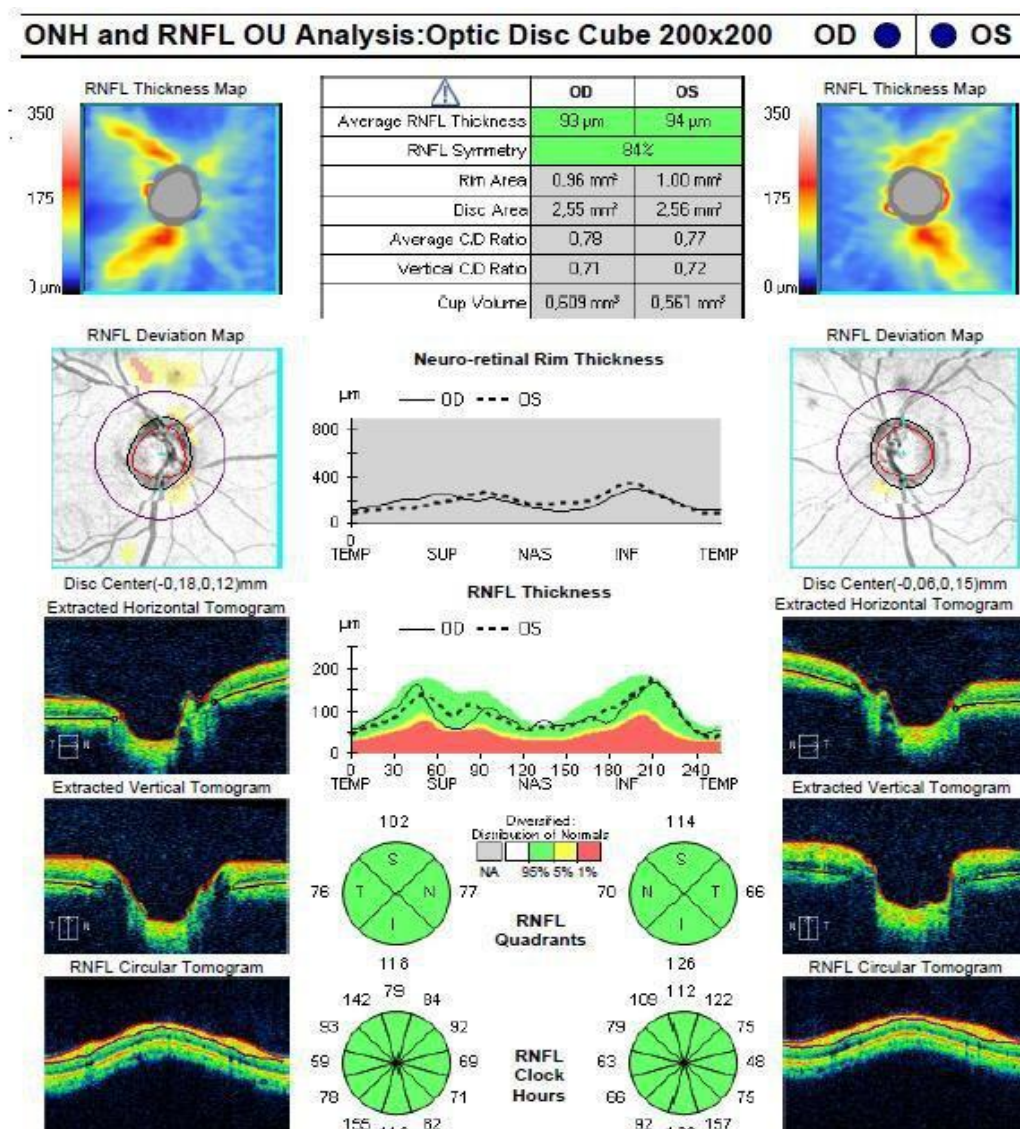 ONH and RNFL OU Analysis:Optic Disc Cube 200x200 OD OS
RNFL Thickness Map
350
175
0 µm
OD OS
Average RNFL Thickness 93 µm 94 µm
RNFL Symmetry 84%
Rim Area 0,96 mm² 1,00 mm²
Disc Area 2,55 mm² 2,56 mm²
Average C/D Ratio 0,78 0,77
Vertical C/D Ratio 0,71 0,72
Cup Volume 0,609 mm³ 0,561 mm³
RNFL Thickness Map
350
175
0 µm
RNFL Deviation Map
Disc Center(-0,18,0,12)mm
Neuro-retinal Rim Thickness
µm OD OS
800
400
0
0
TEMP SUP NAS INF TEMP
RNFL Deviation Map
Disc Center(-0,06,0,15)mm
Extracted Horizontal Tomogram
T N
RNFL Thickness
µm OD OS
200
100
0
0 30 60 90 120 150 180 210 240
TEMP SUP NAS INF TEMP
Extracted Horizontal Tomogram
N T
Extracted Vertical Tomogram
T N
102
S
76 T N 77
I
118
Diversified:
Distribution of Normals
NA 95% 5% 1%
RNFL
Quadrants
114
S
70 N T 66
I
126
Extracted Vertical Tomogram
N T
RNFL Circular Tomogram
142 79 84
93 92
59 69
78 71
155 82
RNFL
Clock
Hours
109 112 122
79 75
63 48
66 75
92 157
RNFL Circular Tomogram